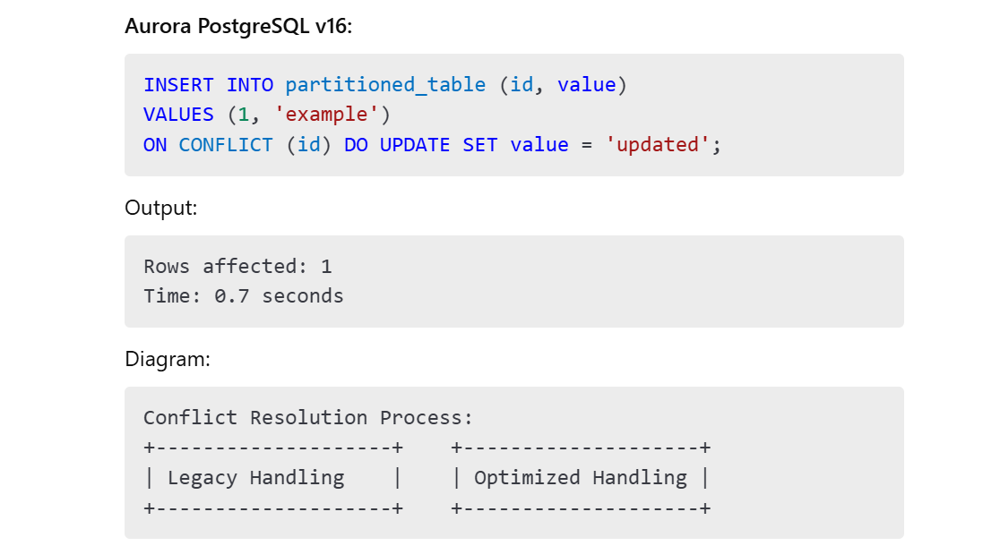 Aurora PostgreSQL v16:
INSERT INTO partitioned_table (id, value)
VALUES (1, 'example')
ON CONFLICT (id) DO UPDATE SET value = 'updated';
Output:
Rows affected: 1
Time: 0.7 seconds
Diagram:
Conflict Resolution Process:
+--------------------+    +--------------------+
| Legacy Handling    |    | Optimized Handling |
+--------------------+    +--------------------+